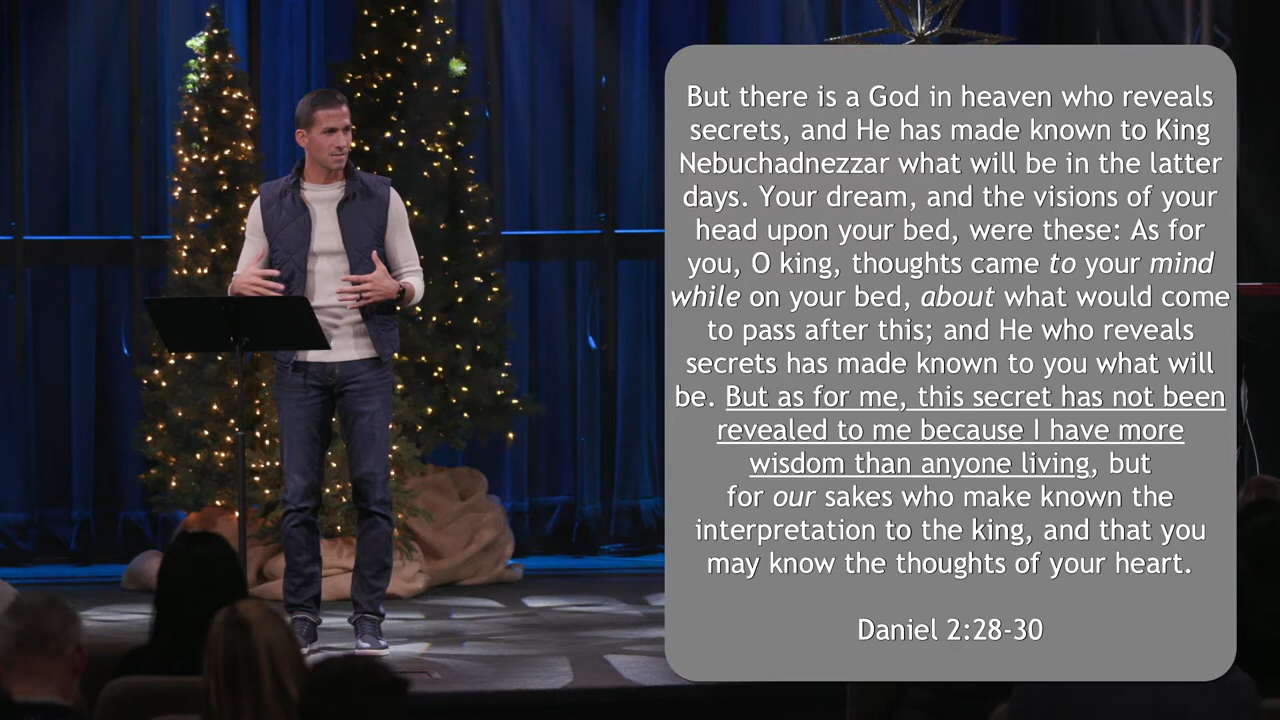 But there is a God in heaven who reveals
secrets, and He has made known to King
Nebuchadnezzar what will be in the latter
days. Your dream, and the visions of your
head upon your bed, were these: As for
you, O king, thoughts came to your mind
while on your bed, about what would come
to pass after this; and He who reveals
secrets has made known to you what will
be. But as for me, this secret has not been
revealed to me because I have more
wisdom than anyone living, but
for our sakes who make known the
interpretation to the king, and that you
may know the thoughts of your heart.
Daniel 2:28-30